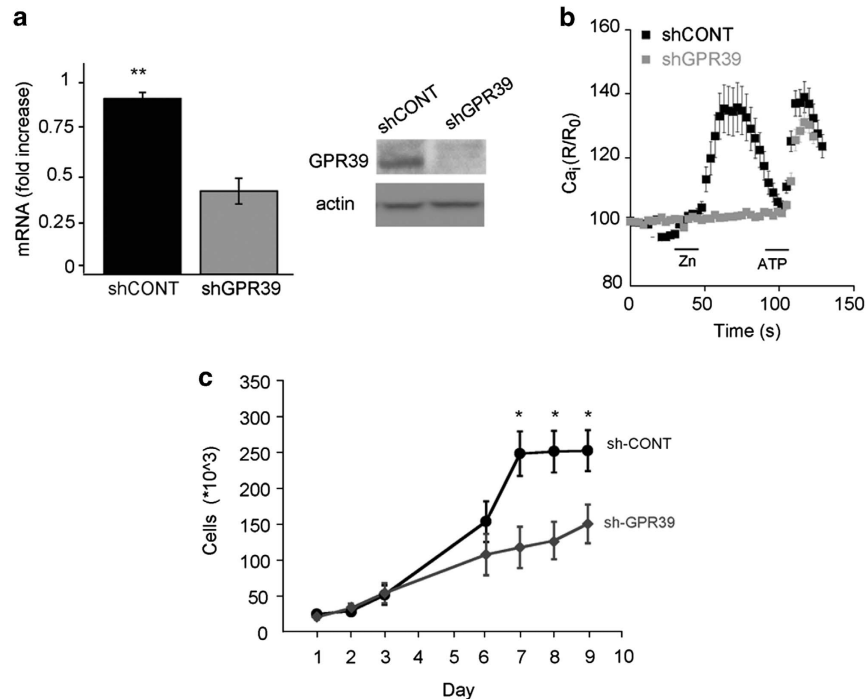 a
mRNA (fold increase)
1
0.75
0.5
0.25
0
**
shCONT
shGPR39
shCONT
shGPR39
GPR39
actin
b
shCONT
shGPR39
Cai(R/R0)
160
140
120
100
80
Zn
ATP
0
50
100
150
Time (s)
c
Cells (*10^3)
350
300
250
200
150
100
50
0
* * *
sh-CONT
sh-GPR39
1 2 3 4 5 6 7 8 9 10
Day